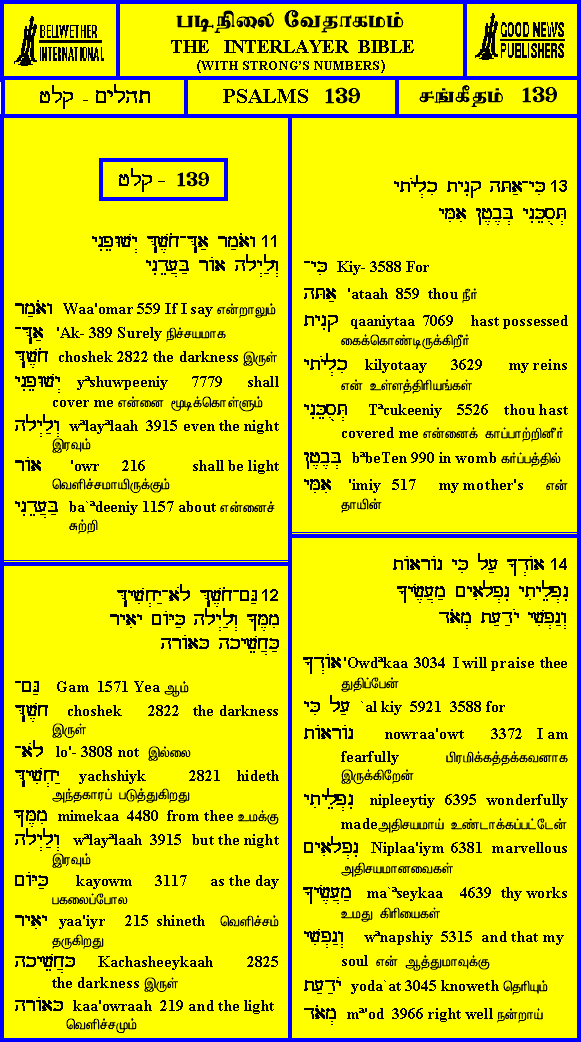 BELLWETHER
INTERNATIONAL
படிநிலை வேதாகமம்
THE INTERLAYER BIBLE
(WITH STRONG'S NUMBERS)
GOOD NEWS
PUBLISHERS
תהלים - קלט
PSALMS 139
சங்கீதம் 139
קלט - 139
11 וׇאֹמַר אַךְ־חֹשֶׁךְ יְשׁוּפֵנִי
וְלַיְלׇה אוֹר בַּעֲדֵנִי
וׇאֹמַר Waa'omar 559 If I say என்றாலும்
אַךְ־ 'Ak- 389 Surely நிச்சயமாக
חֹשֶׁךְ choshek 2822 the darkness இருள்
יְשׁוּפֵנִי yªshuwpeeniy 7779 shall
cover me என்னை மூடிக்கொள்ளும்
וְלַיְלׇה wªlayªlaah 3915 even the night
இரவும்
אוֹר 'owr 216 shall be light
வெளிச்சமாயிருக்கும்
בַּעֲדֵנִי ba`ªdeeniy 1157 about என்னைச்
சுற்றி
12 גַּם־חֹשֶׁךְ לֹא־יַחְשִׁיךְ
מִמֶּךׇ וְלַיְלׇה כַּיּוֹם יׇאִיר
כַּחֲשֵׁיכׇה כׇּאוֹרׇה
גַּם־ Gam 1571 Yea ஆம்
חֹשֶׁךְ choshek 2822 the darkness
இருள்
לֹא־ lo'- 3808 not இல்லை
יַחְשִׁיךְ yachshiyk 2821 hideth
அந்தகாரப் படுத்துகிறது
מִמֶּךׇ mimekaa 4480 from thee உமக்கு
וְלַיְלׇה wªlayªlaah 3915 but the night
இரவும்
כַּיּוֹם kayowm 3117 as the day
பகலைப்போல
יׇאִיר yaa'iyr 215 shineth வெளிச்சம்
தருகிறது
כַּחֲשֵׁיכׇה Kachasheeykaah 2825
the darkness இருள்
כׇּאוֹרׇה kaa'owraah 219 and the light
வெளிச்சமும்
13 כִּי־אַתׇּה קׇנִיתׇ כִלְיֹתׇי
תְּסֻכֵּנִי בְּבֶטֶן אִמִּי
כִּי־ Kiy- 3588 For
אַתׇּה 'ataah 859 thou நீர்
קׇנִיתׇ qaaniytaa 7069 hast possessed
கைக்கொண்டிருக்கிறீர்
כִלְיֹתׇי kilyotaay 3629 my reins
என் உள்ளத்திரியங்கள்
תְּסֻכֵּנִי Tªcukeeniy 5526 thou hast
covered me என்னைக் காப்பாற்றினீர்
בְּבֶטֶן bªbeTen 990 in womb கர்ப்பத்தில்
אִמִּי 'imiy 517 my mother's என்
தாயின்
14 אוֹדְךׇ עַל כִּי נוֹרׇאוֹת
נִפְלֵיתִי נִפְלׇאִים מַעֲשֶׂיךׇ
וְנַפְשִׁי יֹדַעַת מְאֹד
אוֹדְךׇ 'Owdªkaa 3034 I will praise thee
துதிப்பேன்
עַל כִּי `al kiy 5921 3588 for
נוֹרׇאוֹת nowraa'owt 3372 I am
fearfully பிரமிக்கத்தக்கவனாக
இருக்கிறேன்
נִפְלֵיתִי nipleeytiy 6395 wonderfully
madeஅதிசயமாய் உண்டாக்கப்பட்டேன்
נִפְלׇאִים Niplaa'iym 6381 marvellous
அதிசயமானவைகள்
מַעֲשֶׂיךׇ ma`ªseykaa 4639 thy works
உமது கிரியைகள்
וְנַפְשִׁי wªnapshiy 5315 and that my
soul என் ஆத்துமாவுக்கு
יֹדַעַת yoda`at 3045 knoweth தெரியும்
מְאֹד mª'od 3966 right well நன்றாய்